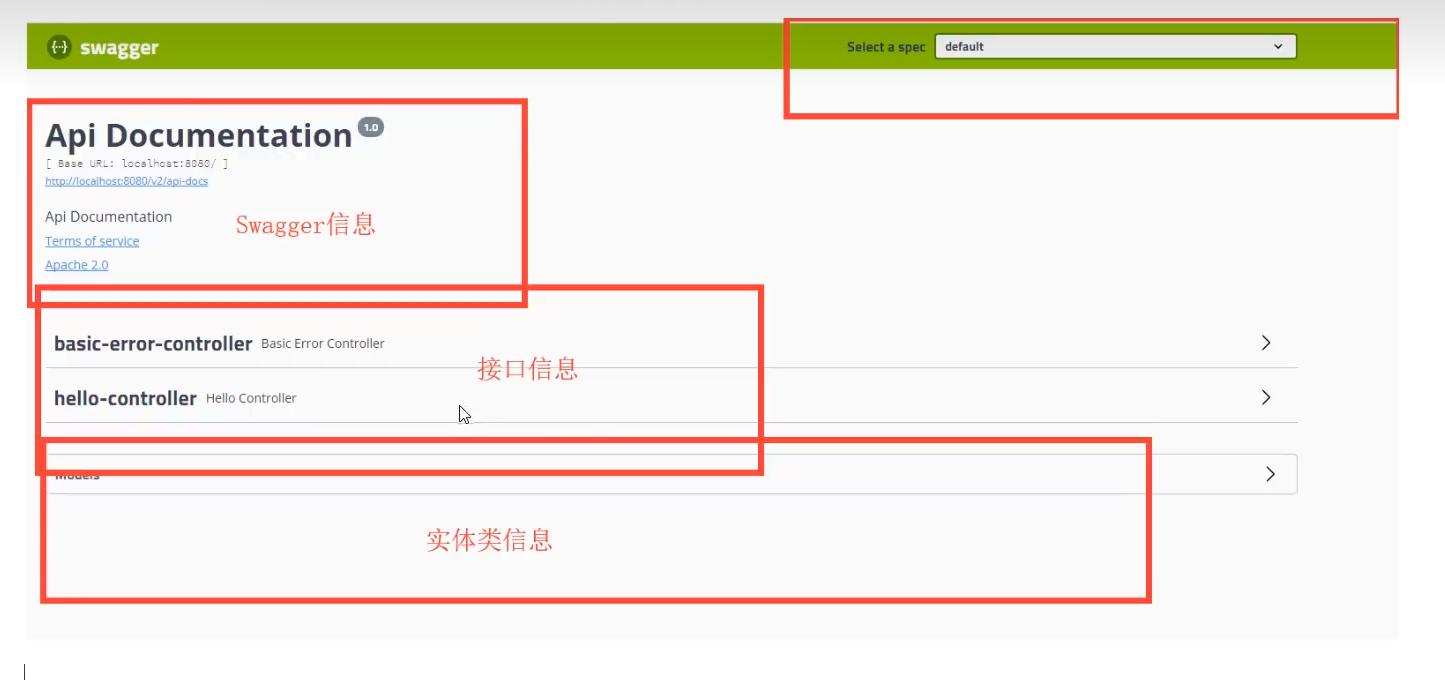 swagger
Select a spec default
Api Documentation 1.0
[ Base URL: localhost:8080/ ]
http://localhost:8080/v2/api-docs
Api Documentation
Swagger信息
Terms of service
Apache 2.0
basic-error-controller Basic Error Controller
接口信息
hello-controller Hello Controller
Models
实体类信息